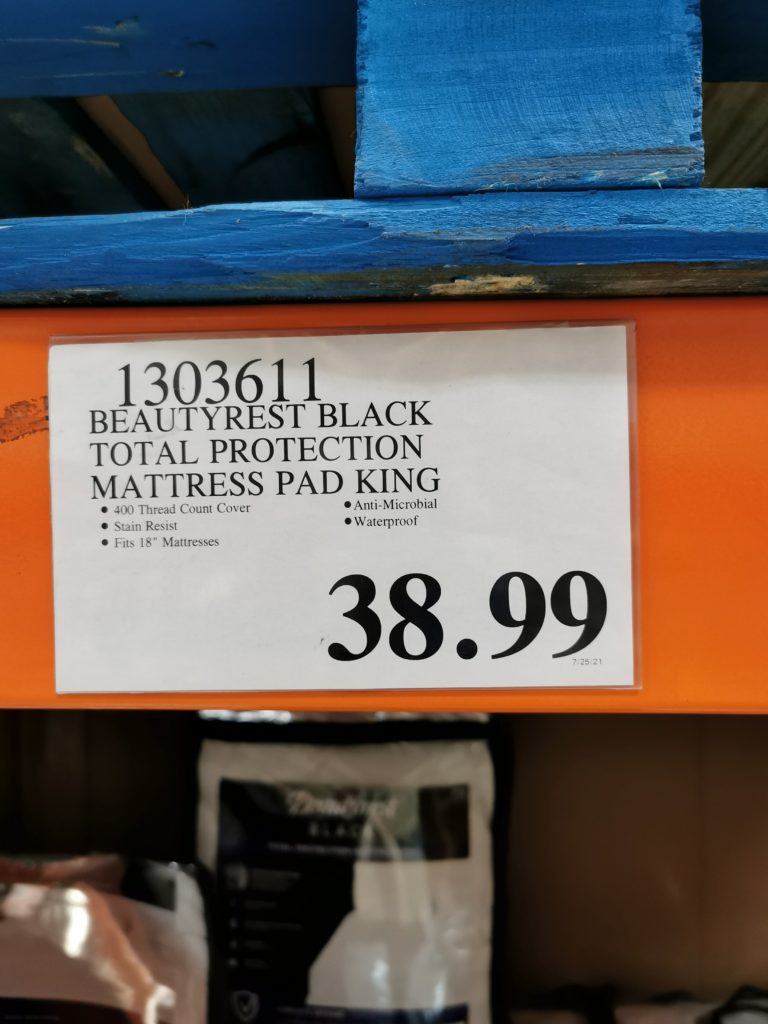 1303611
BEAUTYREST BLACK
TOTAL PROTECTION
MATTRESS PAD KING
• 400 Thread Count Cover
• Stain Resist
• Fits 18" Mattresses
• Anti-Microbial
• Waterproof
38.99
7/25/21
BLACK